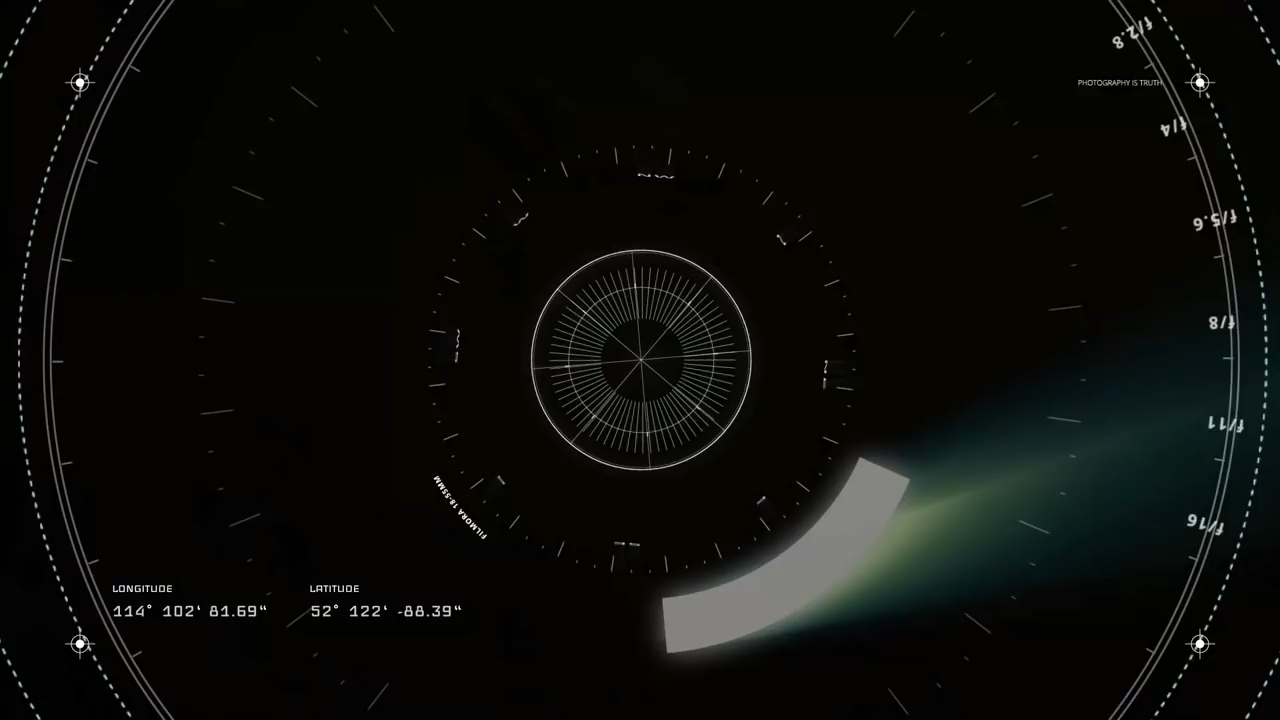 f/2.8
PHOTOGRAPHY IS TRUTH
f/4
f/5.6
f/8
f/11
f/16
FILMORA 18-55MM
LONGITUDE
114° 102‘ 81.69“
LATITUDE
52° 122‘ -88.39“